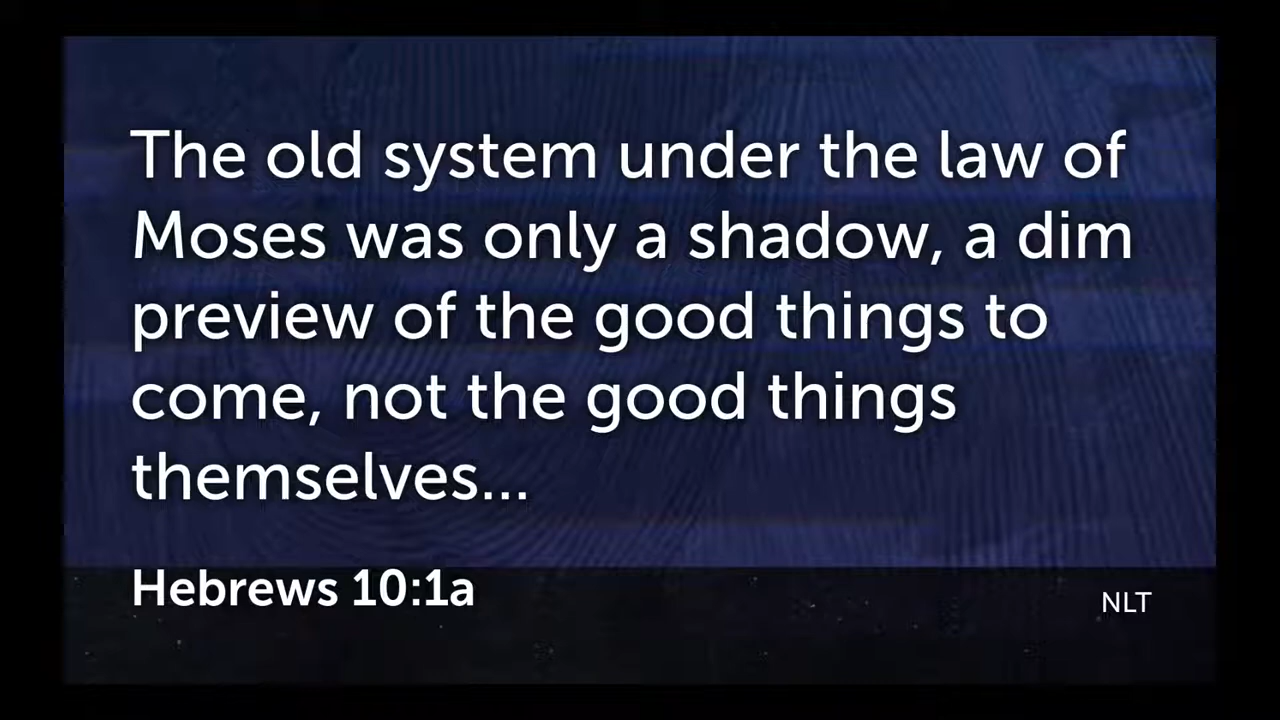 The old system under the law of
Moses was only a shadow, a dim
preview of the good things to
come, not the good things
themselves...
Hebrews 10:1a
NLT